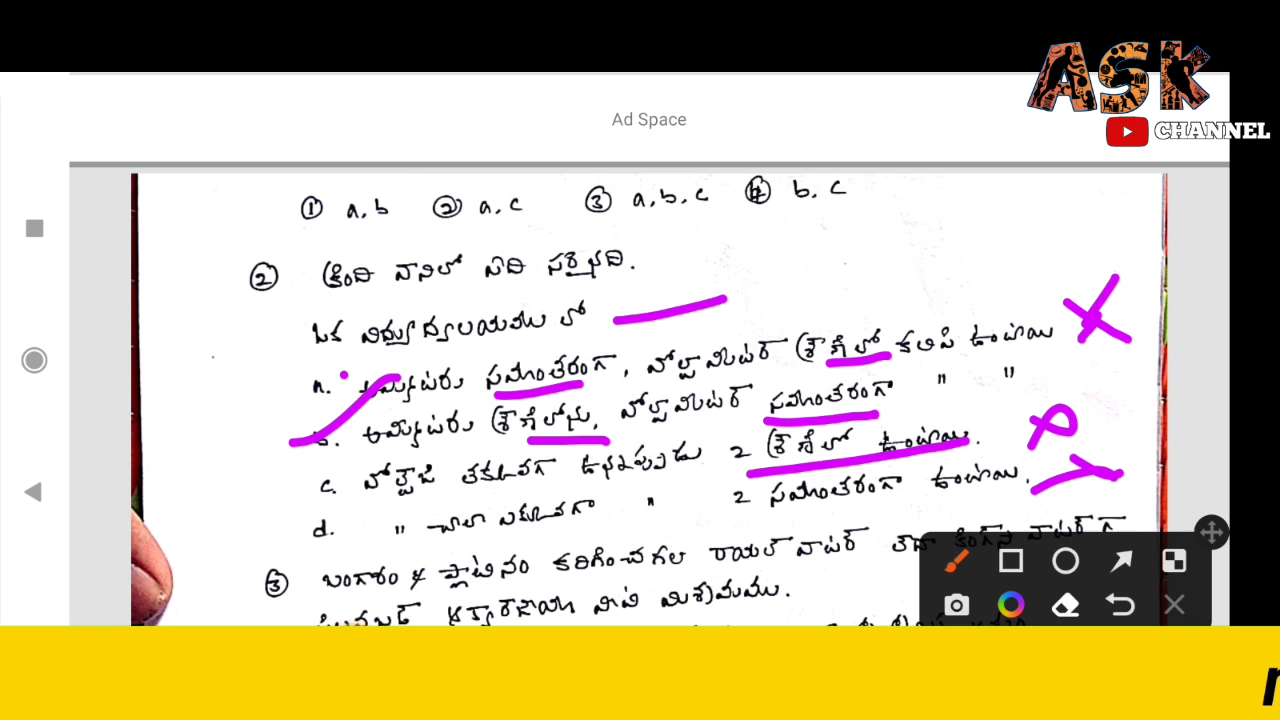 ASK
CHANNEL
Ad Space
① a, b ② a, c ③ a, b, c ④ b, c
② క్రింది వానిలో ఏది సరైనది.
ఒక విద్యుద్వలయము లో
a. అమ్మీటరు సమాంతరంగా, వోల్టామీటర్ శ్రేణిలో కలిపి ఉంటాయి
b. అమ్మీటరు శ్రేణిలోను, వోల్టామీటర్ సమాంతరంగా " "
c. వోల్టాజి తక్కువగా ఉన్నప్పుడు 2 శ్రేణిలో ఉంటాయి.
d. " చాలా ఎక్కువగా " 2 సమాంతరంగా ఉంటాయి.
③ బంగారం & ప్లాటినం కరిగించగల రాయల్ వాటర్ లేదా
మిశ్రమము.